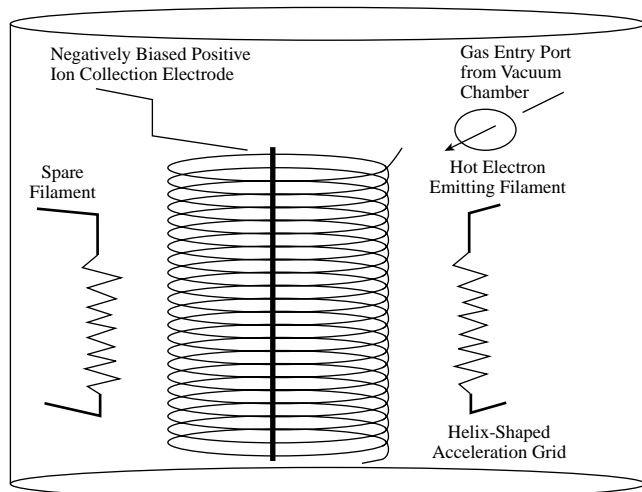 Negatively Biased Positive
Ion Collection Electrode
Gas Entry Port
from Vacuum
Chamber
Spare
Filament
Hot Electron
Emitting Filament
Helix-Shaped
Acceleration Grid